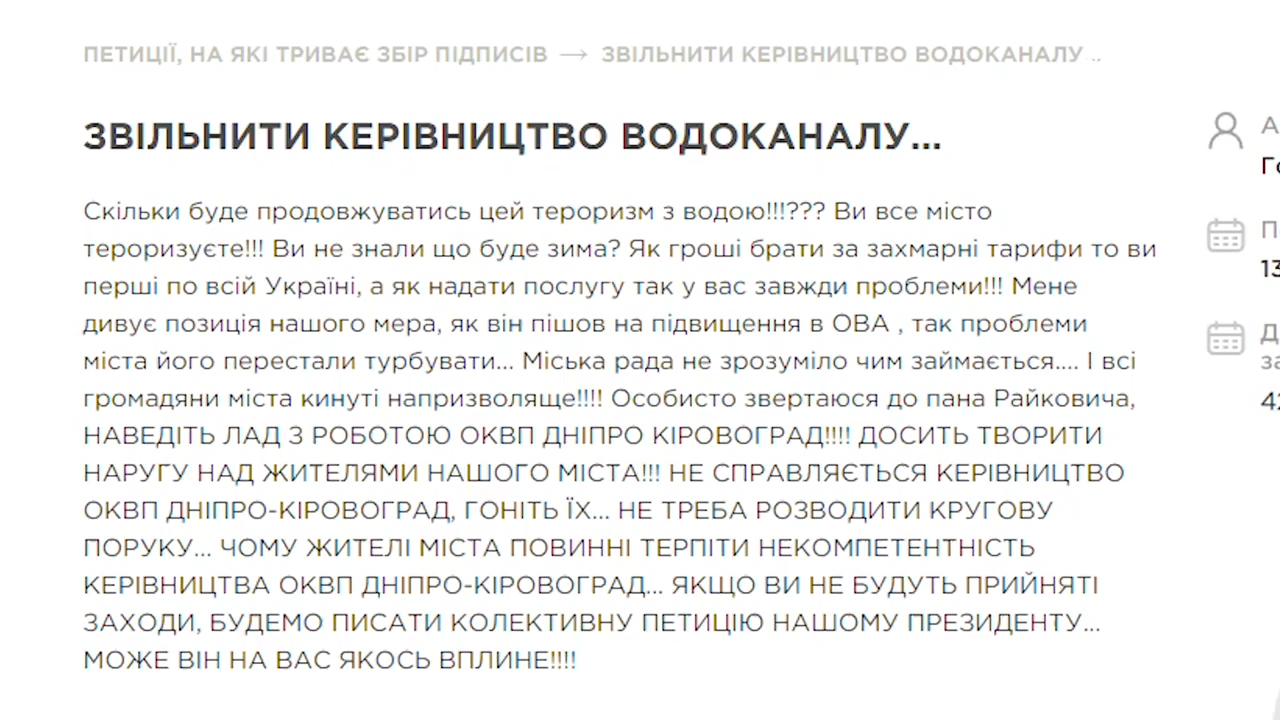 ПЕТИЦІЇ, НА ЯКІ ТРИВАЄ ЗБІР ПІДПИСІВ → ЗВІЛЬНИТИ КЕРІВНИЦТВО ВОДОКАНАЛУ ..
ЗВІЛЬНИТИ КЕРІВНИЦТВО ВОДОКАНАЛУ...
Скільки буде продовжуватись цей тероризм з водою!!!??? Ви все місто
тероризуєте!!! Ви не знали що буде зима? Як гроші брати за захмарні тарифи то ви
перші по всій Україні, а як надати послугу так у вас завжди проблеми!!! Мене
дивує позиція нашого мера, як він пішов на підвищення в ОВА , так проблеми
міста його перестали турбувати... Міська рада не зрозуміло чим займається.... І всі
громадяни міста кинуті напризволяще!!!! Особисто звертаюся до пана Райковича,
НАВЕДІТЬ ЛАД З РОБОТОЮ ОКВП ДНІПРО КІРОВОГРАД!!!! ДОСИТЬ ТВОРИТИ
НАРУГУ НАД ЖИТЕЛЯМИ НАШОГО МІСТА!!! НЕ СПРАВЛЯЄТЬСЯ КЕРІВНИЦТВО
ОКВП ДНІПРО-КІРОВОГРАД, ГОНІТЬ ЇХ... НЕ ТРЕБА РОЗВОДИТИ КРУГОВУ
ПОРУКУ... ЧОМУ ЖИТЕЛІ МІСТА ПОВИННІ ТЕРПІТИ НЕКОМПЕТЕНТНІСТЬ
КЕРІВНИЦТВА ОКВП ДНІПРО-КІРОВОГРАД... ЯКЩО ВИ НЕ БУДУТЬ ПРИЙНЯТІ
ЗАХОДИ, БУДЕМО ПИСАТИ КОЛЕКТИВНУ ПЕТИЦІЮ НАШОМУ ПРЕЗИДЕНТУ...
МОЖЕ ВІН НА ВАС ЯКОСЬ ВПЛИНЕ!!!!